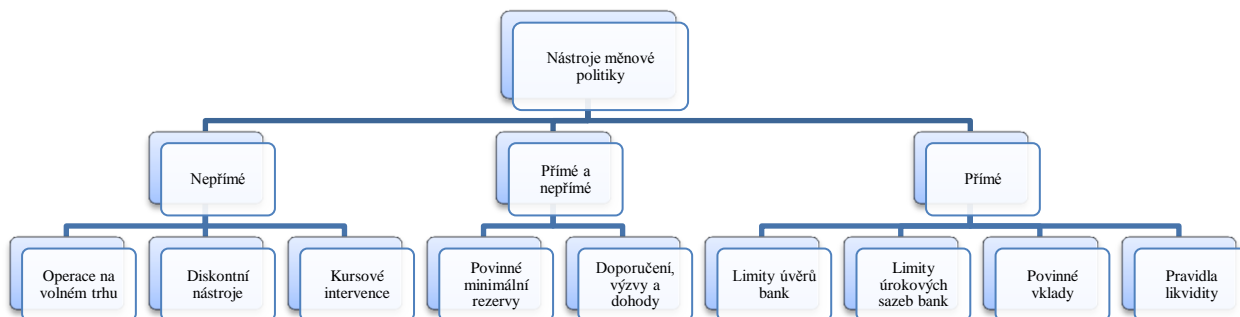 Nástroje měnové
politiky
Nepřímé
Přímé a
nepřímé
Přímé
Operace na
volném trhu
Diskontní
nástroje
Kursové
intervence
Povinné
minimální
rezervy
Doporučení,
výzvy a
dohody
Limity úvěrů
bank
Limity
úrokových
sazeb bank
Povinné
vklady
Pravidla
likvidity